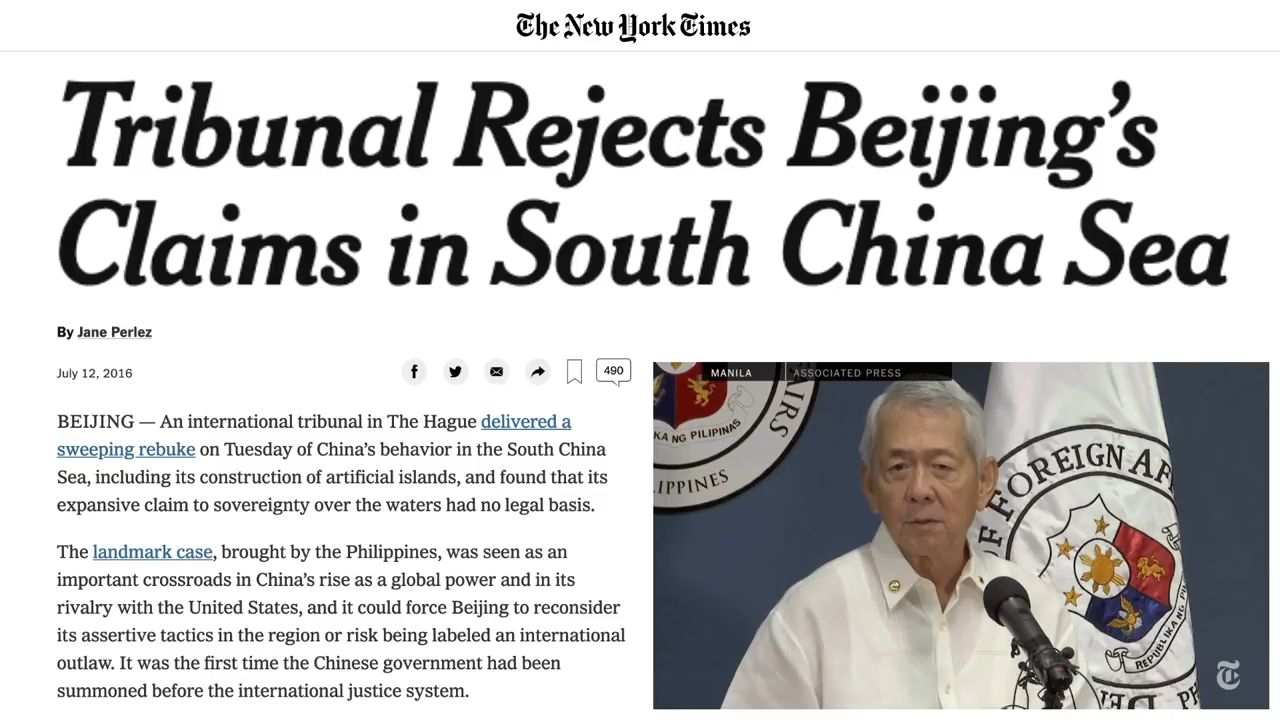 The New York Times
Tribunal Rejects Beijing’s
Claims in South China Sea
By Jane Perlez
July 12, 2016
490
BEIJING — An international tribunal in The Hague delivered a
sweeping rebuke on Tuesday of China’s behavior in the South China
Sea, including its construction of artificial islands, and found that its
expansive claim to sovereignty over the waters had no legal basis.
The landmark case, brought by the Philippines, was seen as an
important crossroads in China’s rise as a global power and in its
rivalry with the United States, and it could force Beijing to reconsider
its assertive tactics in the region or risk being labeled an international
outlaw. It was the first time the Chinese government had been
summoned before the international justice system.
MANILA ASSOCIATED PRESS
KA NG PILIPINAS
AIRS
IPPINES
OF FOREIGN AF
REPUBLIKA NG